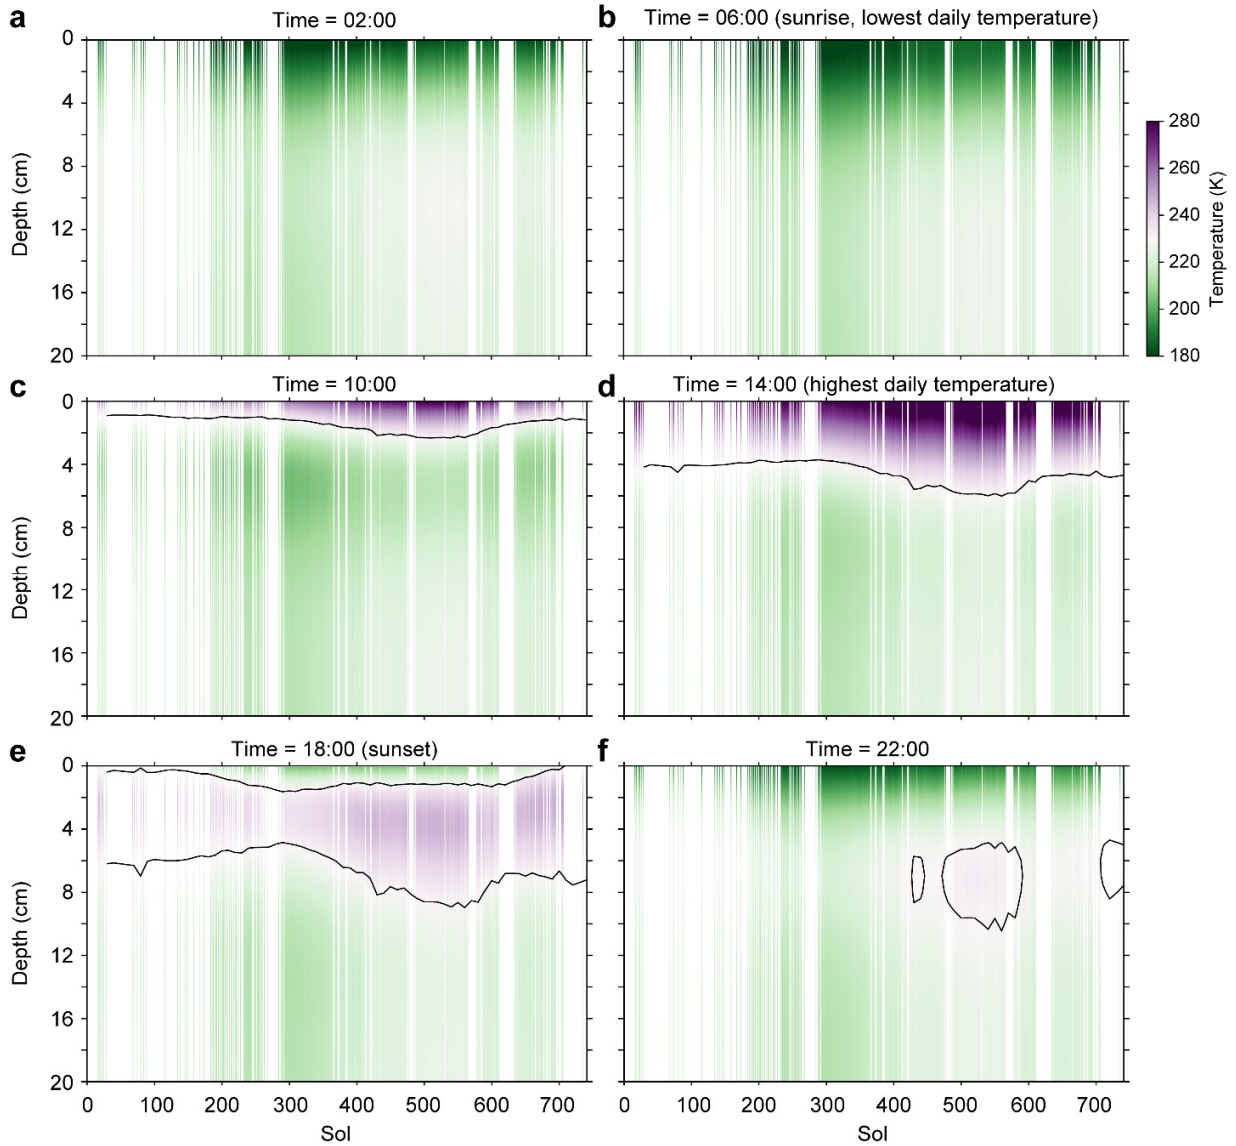 a
Time = 02:00
b
Time = 06:00 (sunrise, lowest daily temperature)
0
4
8
12
16
20
Depth (cm)
280
260
240
220
200
180
Temperature (K)
c
Time = 10:00
d
Time = 14:00 (highest daily temperature)
0
4
8
12
16
20
Depth (cm)
e
Time = 18:00 (sunset)
f
Time = 22:00
0
4
8
12
16
20
Depth (cm)
0 100 200 300 400 500 600 700
Sol
0 100 200 300 400 500 600 700
Sol